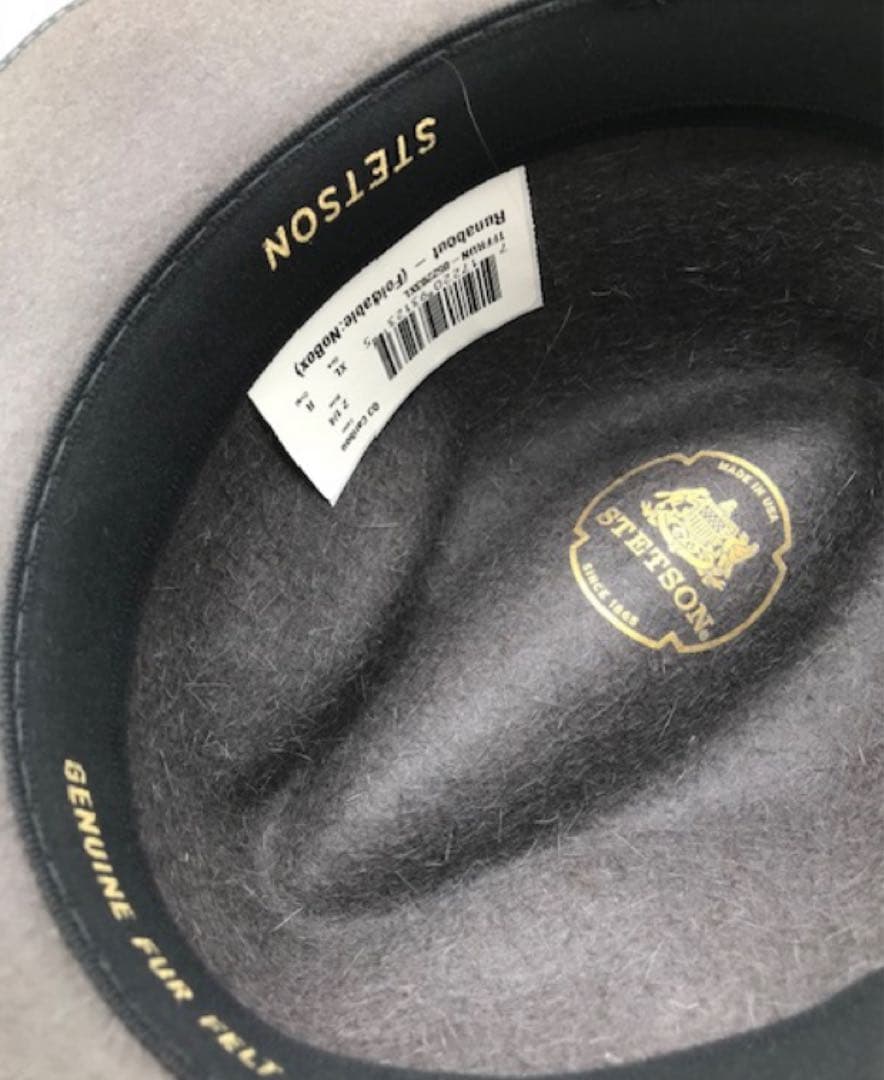 STETSON
Runabout - (Foldable:NoBox)
XL
R
MADE IN USA
STETSON®
SINCE 1865
GENUINE FUR FELT